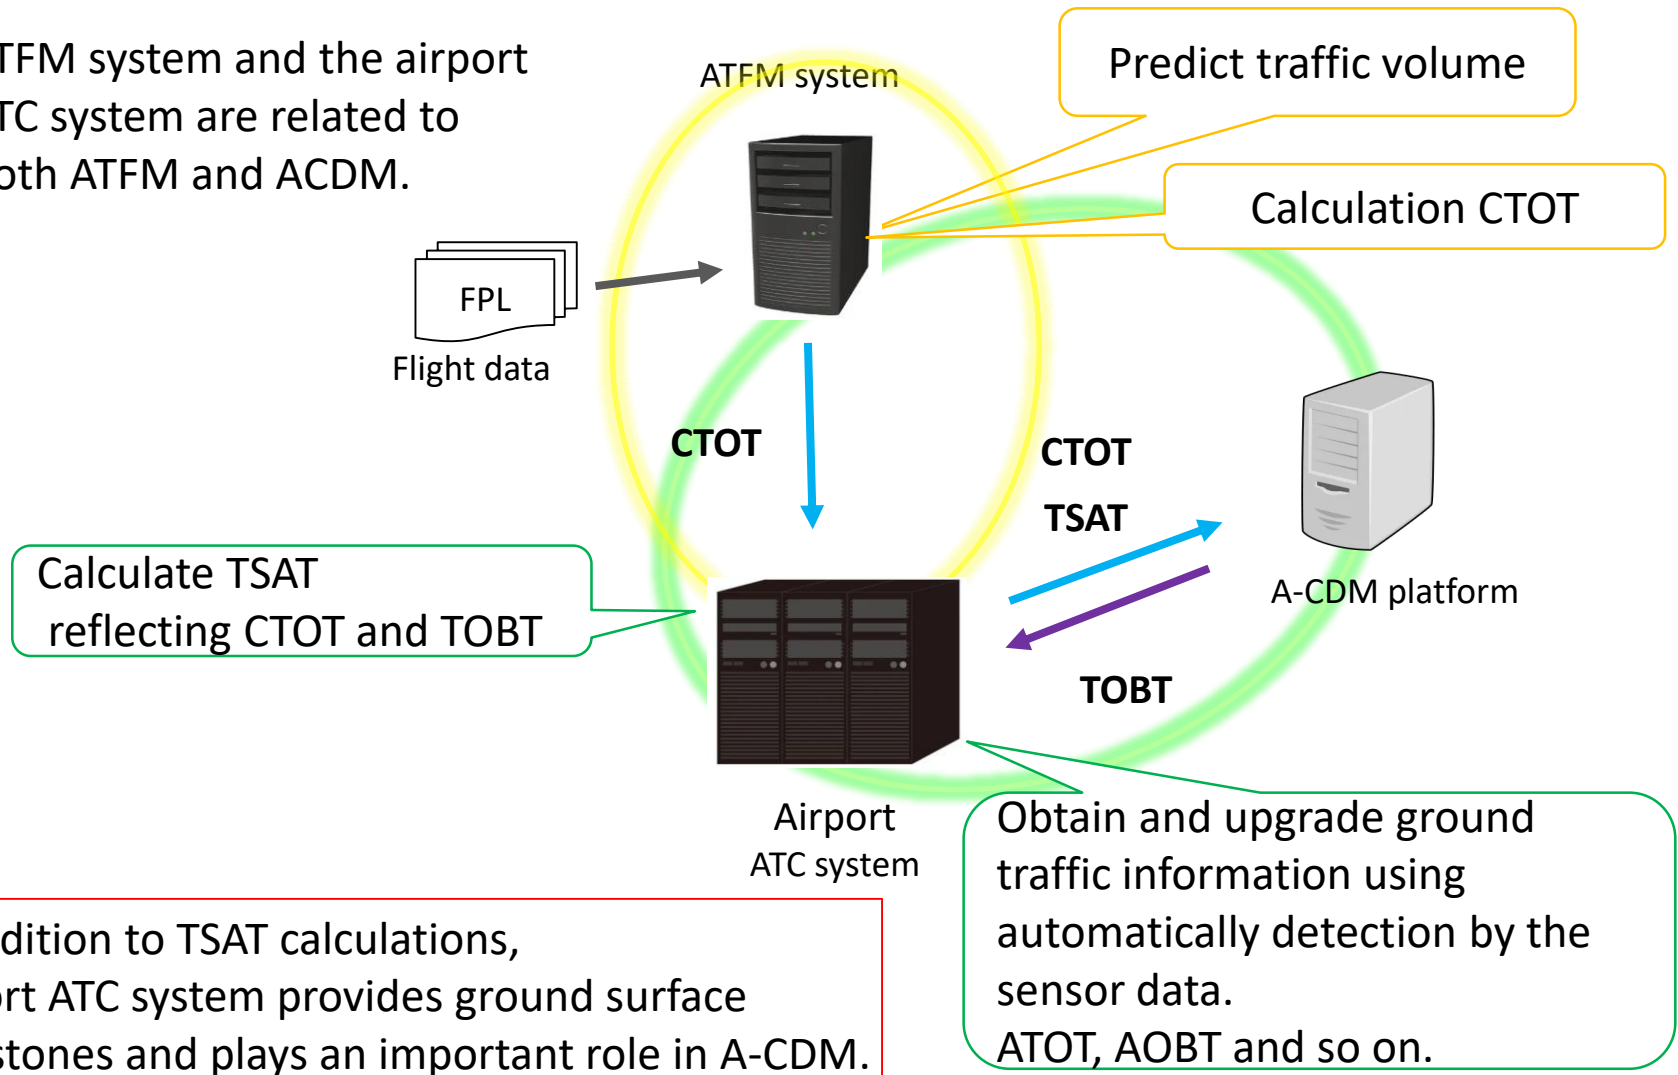 TFM system and the airport
TC system are related to
oth ATFM and ACDM.
ATFM system
Predict traffic volume
Calculation CTOT
FPL
Flight data
CTOT
CTOT
TSAT
A-CDM platform
Calculate TSAT
reflecting CTOT and TOBT
TOBT
Airport
ATC system
Obtain and upgrade ground
traffic information using
automatically detection by the
sensor data.
ATOT, AOBT and so on.
dition to TSAT calculations,
ort ATC system provides ground surface
stones and plays an important role in A-CDM.